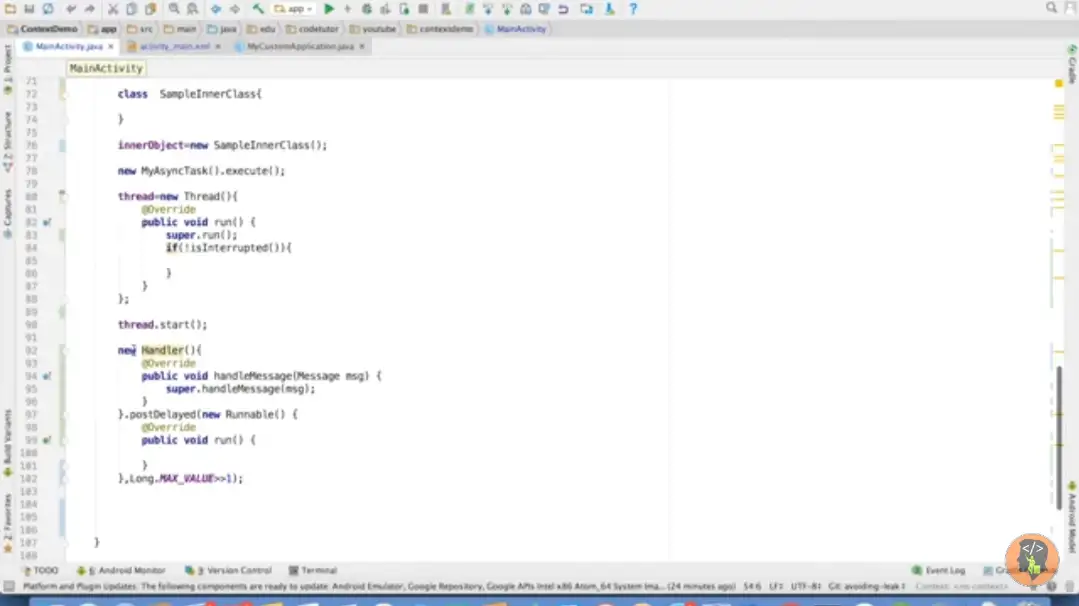 app
ContextDemo app src main java edu codetutor youtube contextdemo MainActivity
MainActivity.java activity_main.xml MyCustomApplication.java
MainActivity
1: Project
Z: Structure
Captures
Build Variants
2: Favorites
Gradle
Android Model
71
72 class SampleInnerClass{
73
74 }
75
76 innerObject=new SampleInnerClass();
77
78 new MyAsyncTask().execute();
79
80 thread=new Thread(){
81 @Override
82 public void run() {
83 super.run();
84 if(!isInterrupted()){
85
86 }
87 }
88 };
89
90 thread.start();
91
92 new Handler(){
93 @Override
94 public void handleMessage(Message msg) {
95 super.handleMessage(msg);
96 }
97 }.postDelayed(new Runnable() {
98 @Override
99 public void run() {
100
101 }
102 },Long.MAX_VALUE>>1);
103
104
105
106
107 }
108
TODO 6: Android Monitor 9: Version Control Terminal Event Log
Platform and Plugin Updates: The following components are ready to update: Android Emulator, Google Repository, Google APIs Intel x86 Atom_64 System Ima... (24 minutes ago) 54:6 LF‡ UTF-8‡ Git: avoiding-leak‡ Context: <no context>